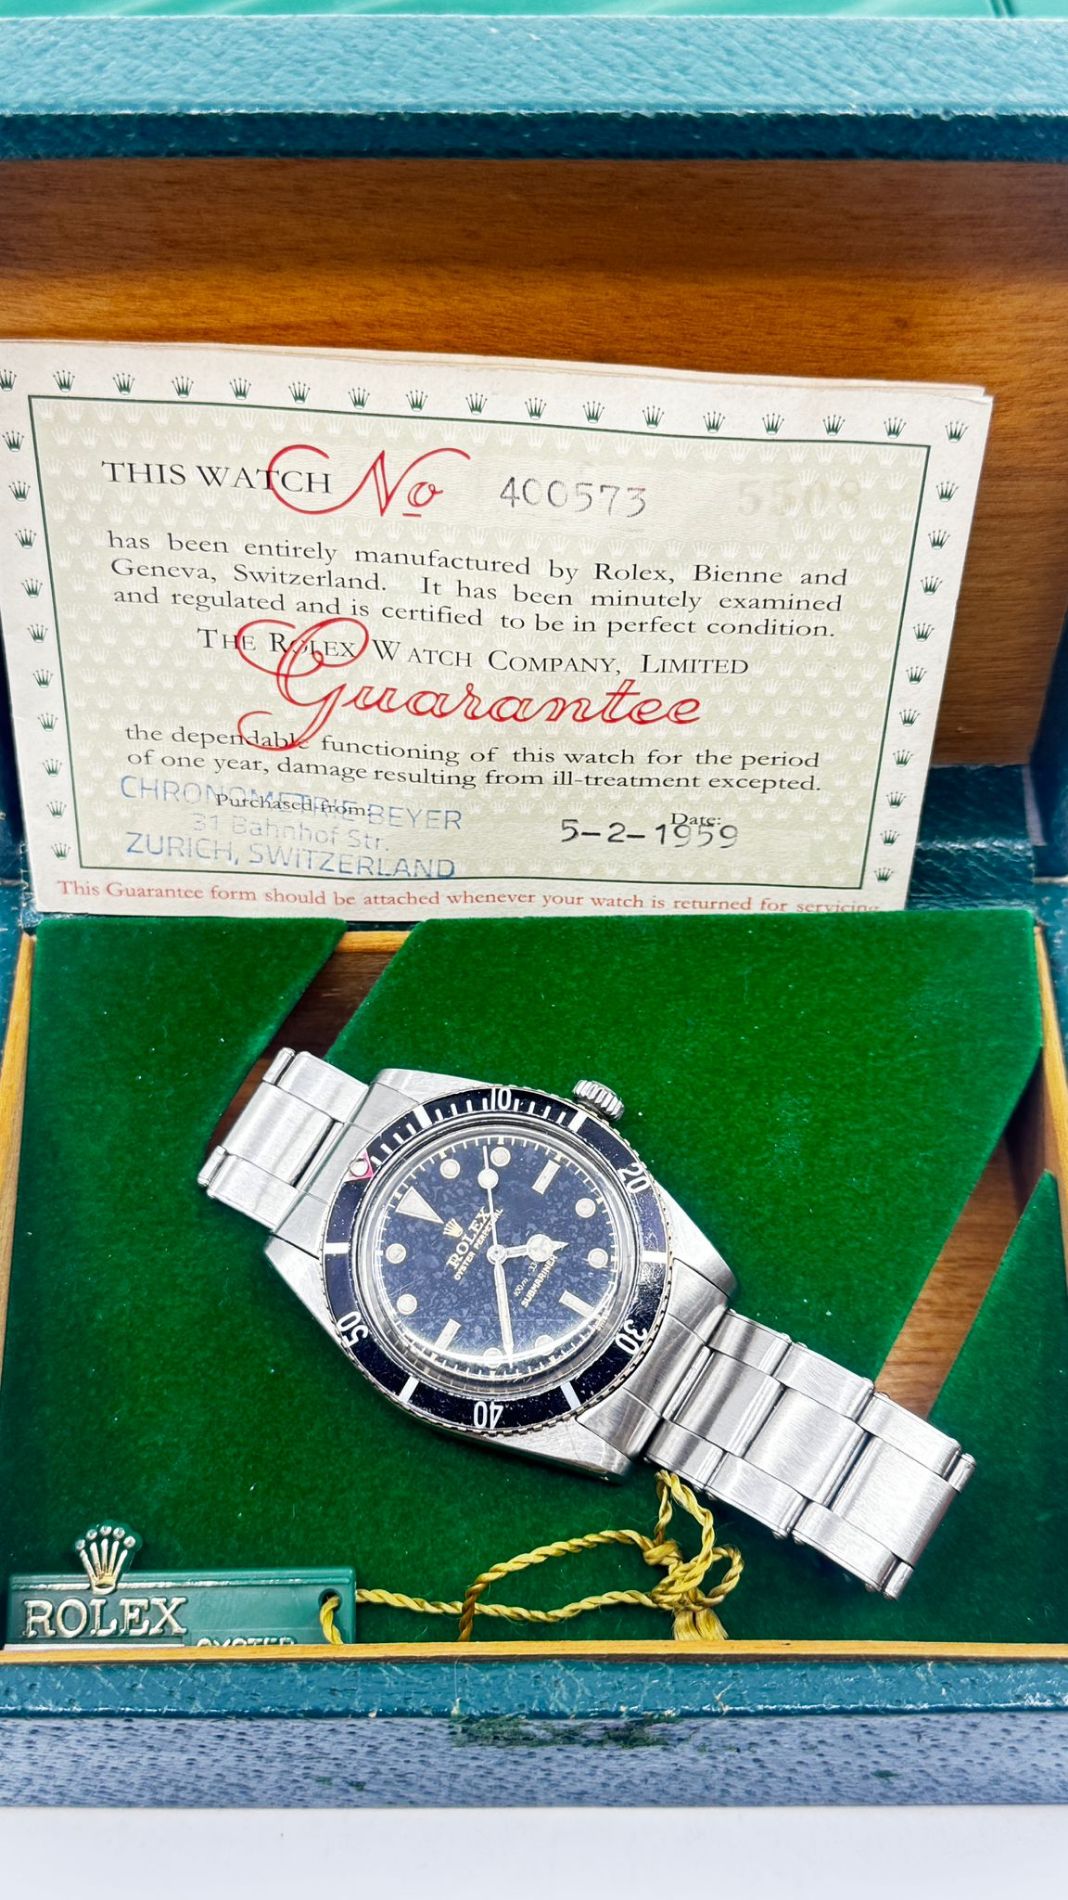 THIS WATCH No 400573 5508
has been entirely manufactured by Rolex, Bienne and
Geneva, Switzerland. It has been minutely examined
and regulated and is certified to be in perfect condition.
THE ROLEX WATCH COMPANY, LIMITED
Guarantee
the dependable functioning of this watch for the period
of one year, damage resulting from ill-treatment excepted.
CHRONOMETRIE BEYER
Purchased from:
Date:
31 Bahnhof Str.
5-2-1959
ZURICH, SWITZERLAND
This Guarantee form should be attached whenever your watch is returned for servicing
10
20
30
40
50
ROLEX
OYSTER PERPETUAL
SUBMARINER
ROLEX
OYSTER